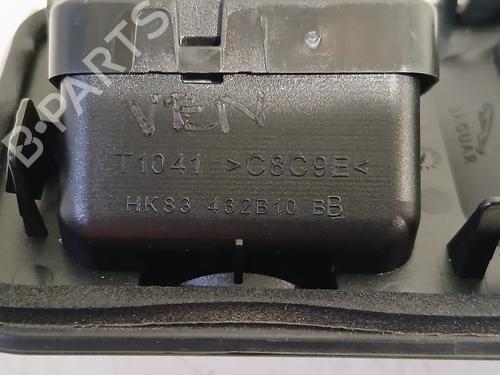 B-PARTS
VEN
T1041 >C8C9E<
HK83 432B10 BB
JAGUAR